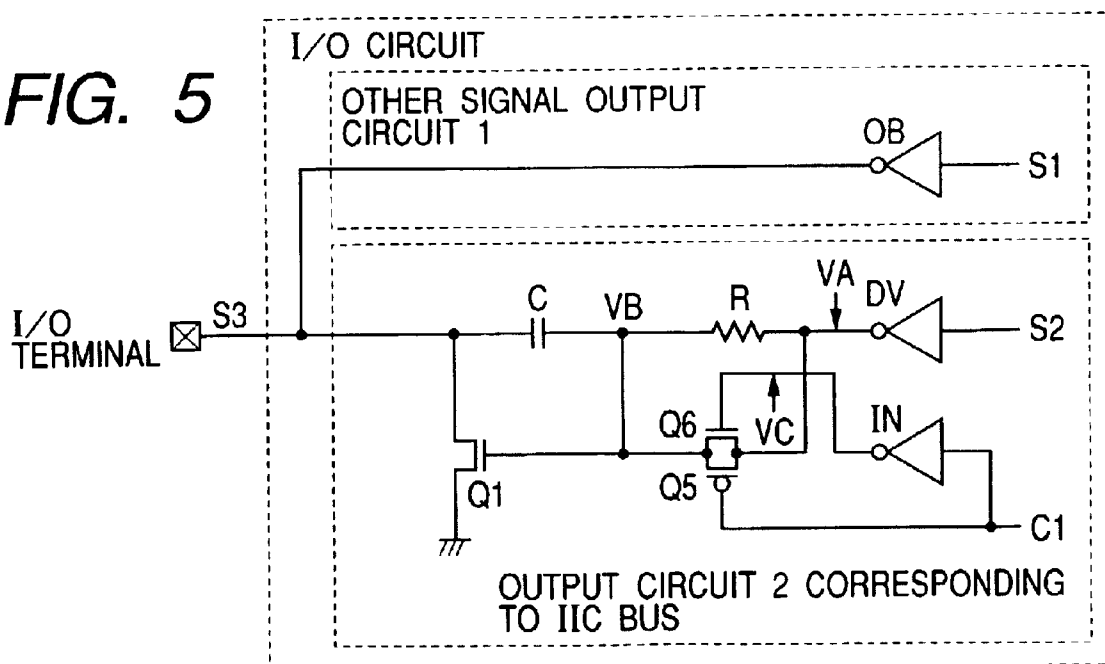 FIG. 5
I/O CIRCUIT
OTHER SIGNAL OUTPUT
CIRCUIT 1
OB
S1
I/O
TERMINAL
S3
C
VB
R
VA
DV
S2
Q6
VC
IN
Q5
Q1
C1
OUTPUT CIRCUIT 2 CORRESPONDING
TO IIC BUS